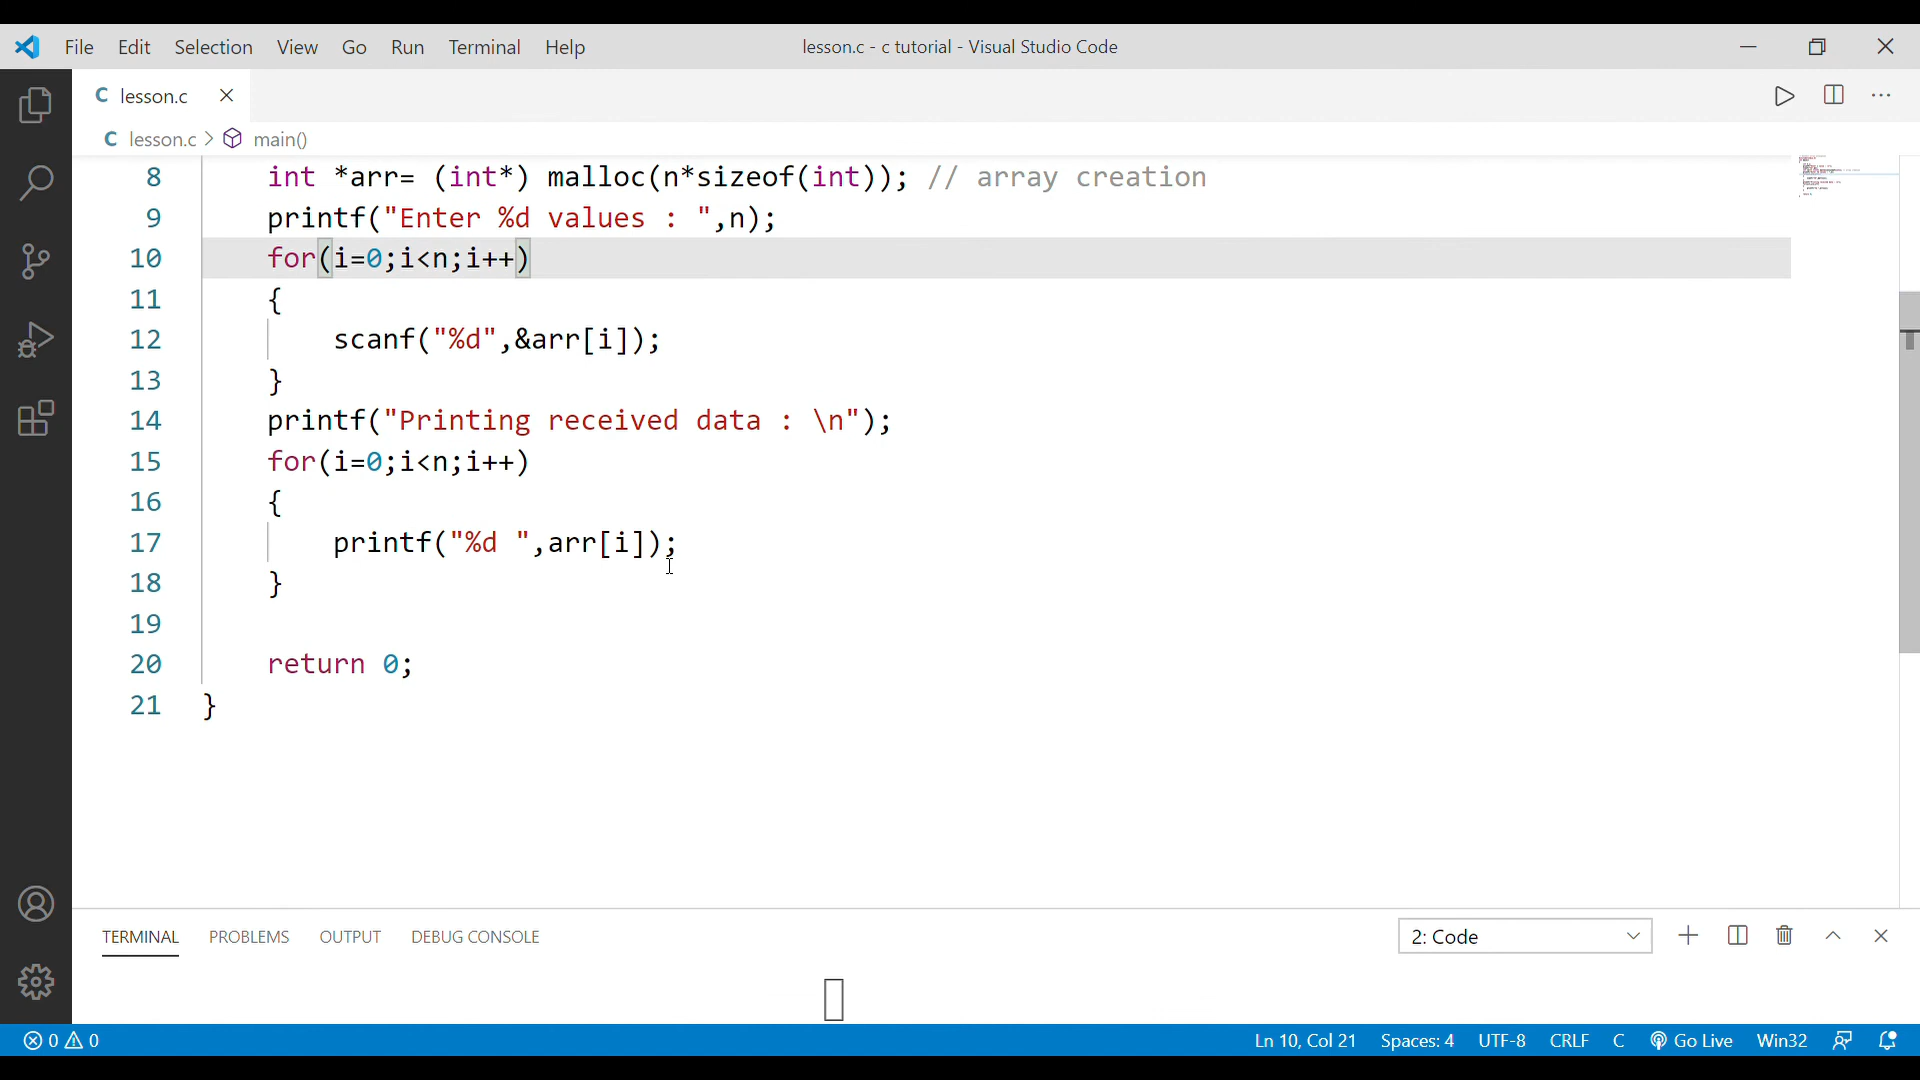 File Edit Selection View Go Run Terminal Help lesson.c - c tutorial - Visual Studio Code
C lesson.c
C lesson.c > main()
8 int *arr= (int*) malloc(n*sizeof(int)); // array creation
9 printf("Enter %d values : ",n);
10 for(i=0;i<n;i++)
11 {
12 scanf("%d",&arr[i]);
13 }
14 printf("Printing received data : \n");
15 for(i=0;i<n;i++)
16 {
17 printf("%d ",arr[i]);
18 }
19
20 return 0;
21 }
TERMINAL PROBLEMS OUTPUT DEBUG CONSOLE 2: Code
0 0 Ln 10, Col 21 Spaces: 4 UTF-8 CRLF C Go Live Win32